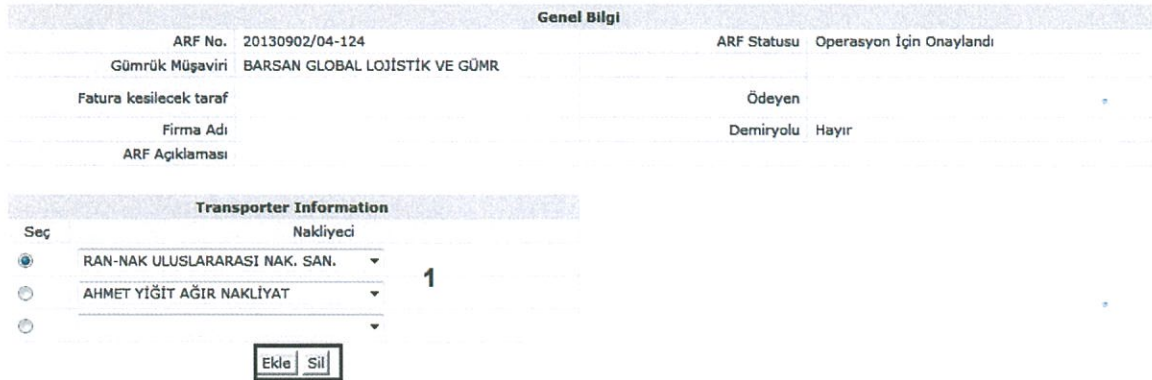 Genel Bilgi
ARF No. 20130902/04-124 ARF Statusu Operasyon İçin Onaylandı
Gümrük Müşaviri BARSAN GLOBAL LOJİSTİK VE GÜMR
Fatura kesilecek taraf Ödeyen
Firma Adı Demiryolu Hayır
ARF Açıklaması
Transporter Information
Seç Nakliyeci
RAN-NAK ULUSLARARASI NAK. SAN.
1
AHMET YİĞİT AĞIR NAKLİYAT
Ekle Sil